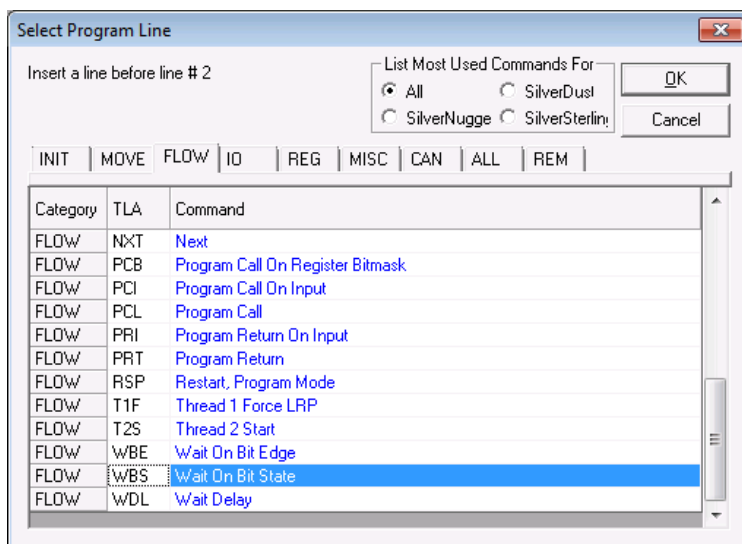 Select Program Line
Insert a line before line # 2
List Most Used Commands For
All
SilverDust
SilverNugge
SilverSterlin
OK
Cancel
INIT MOVE FLOW IO REG MISC CAN ALL REM
Category TLA Command
FLOW NXT Next
FLOW PCB Program Call On Register Bitmask
FLOW PCI Program Call On Input
FLOW PCL Program Call
FLOW PRI Program Return On Input
FLOW PRT Program Return
FLOW RSP Restart, Program Mode
FLOW T1F Thread 1 Force LRP
FLOW T2S Thread 2 Start
FLOW WBE Wait On Bit Edge
FLOW WBS Wait On Bit State
FLOW WDL Wait Delay